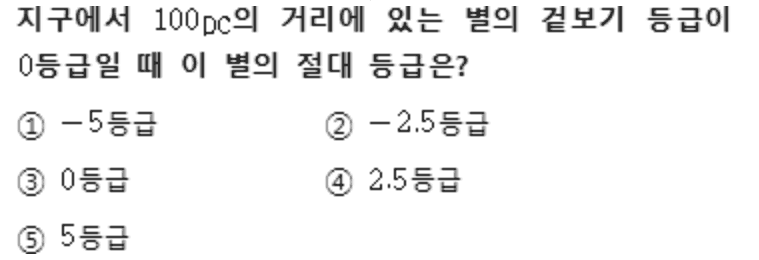 지구에서 100pc의 거리에 있는 별의 겉보기 등급이
0등급일 때 이 별의 절대 등급은?
① －5등급 ② －2.5등급
③ 0등급 ④ 2.5등급
⑤ 5등급